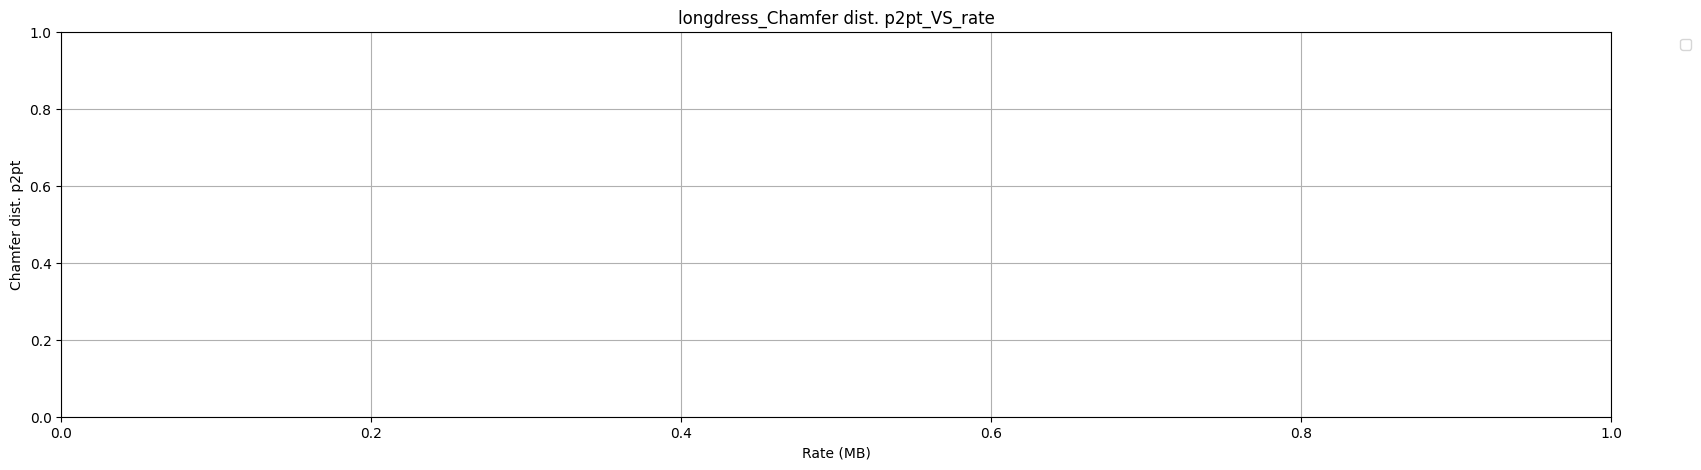 longdress_Chamfer dist. p2pt_VS_rate
1.0
0.8
0.6
0.4
0.2
0.0
Chamfer dist. p2pt
0.0 0.2 0.4 0.6 0.8 1.0
Rate (MB)